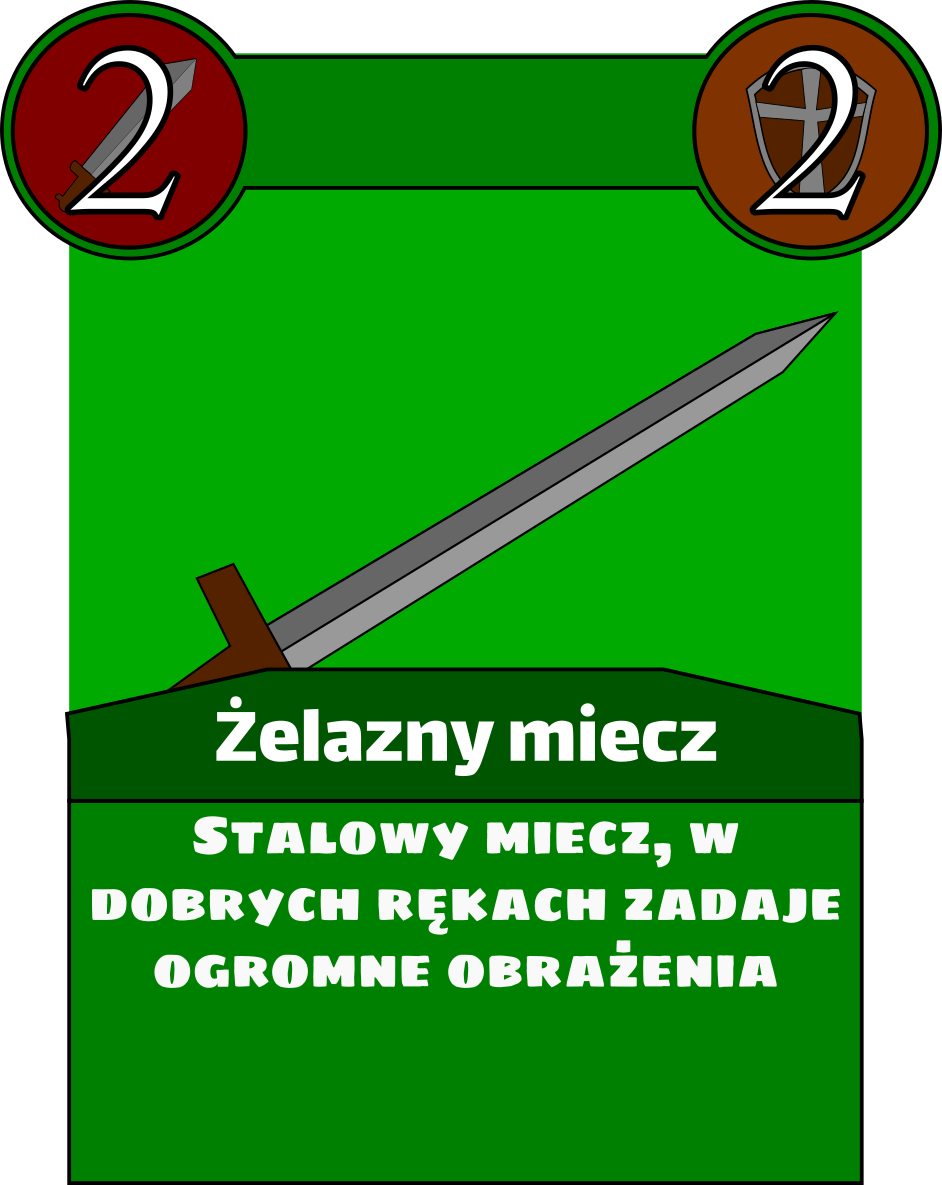 2 2
Żelazny miecz
Stalowy miecz, w
dobrych rękach zadaje
ogromne obrażenia